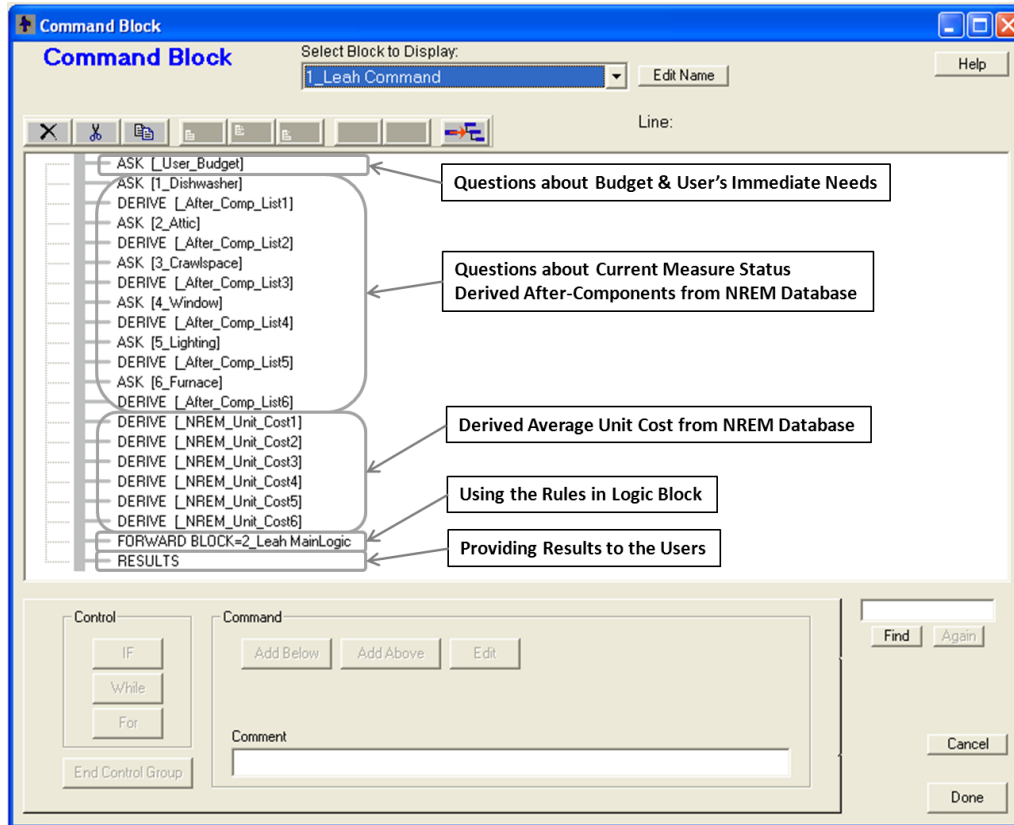 Command Block
Command Block
Select Block to Display:
1_Leah Command
Edit Name
Help
Line:
ASK [_User_Budget]
ASK [1_Dishwasher]
DERIVE [_After_Comp_List1]
ASK [2_Attic]
DERIVE [_After_Comp_List2]
ASK [3_Crawlspace]
DERIVE [_After_Comp_List3]
ASK [4_Window]
DERIVE [_After_Comp_List4]
ASK [5_Lighting]
DERIVE [_After_Comp_List5]
ASK [6_Furnace]
DERIVE [_After_Comp_List6]
DERIVE [_NREM_Unit_Cost1]
DERIVE [_NREM_Unit_Cost2]
DERIVE [_NREM_Unit_Cost3]
DERIVE [_NREM_Unit_Cost4]
DERIVE [_NREM_Unit_Cost5]
DERIVE [_NREM_Unit_Cost6]
FORWARD BLOCK=2_Leah MainLogic
RESULTS
Questions about Budget & User’s Immediate Needs
Questions about Current Measure Status
Derived After-Components from NREM Database
Derived Average Unit Cost from NREM Database
Using the Rules in Logic Block
Providing Results to the Users
Control
IF
While
For
End Control Group
Command
Add Below
Add Above
Edit
Comment
Find
Again
Cancel
Done